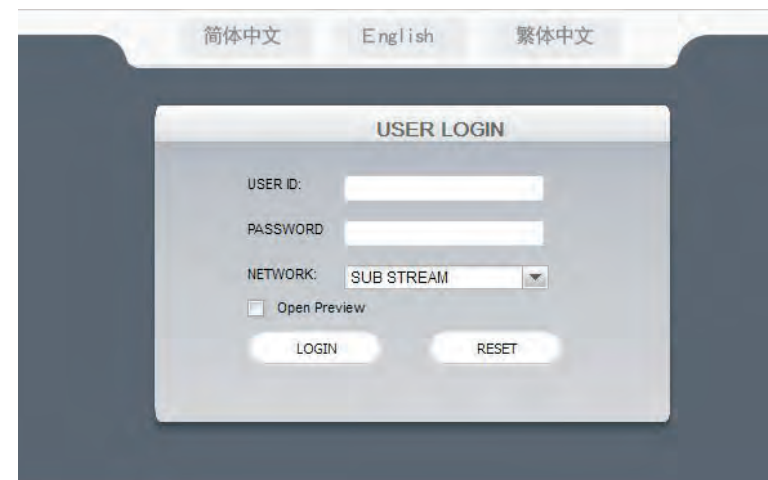 简体中文 English 繁体中文
USER LOGIN
USER ID:
PASSWORD
NETWORK: SUB STREAM
Open Preview
LOGIN RESET